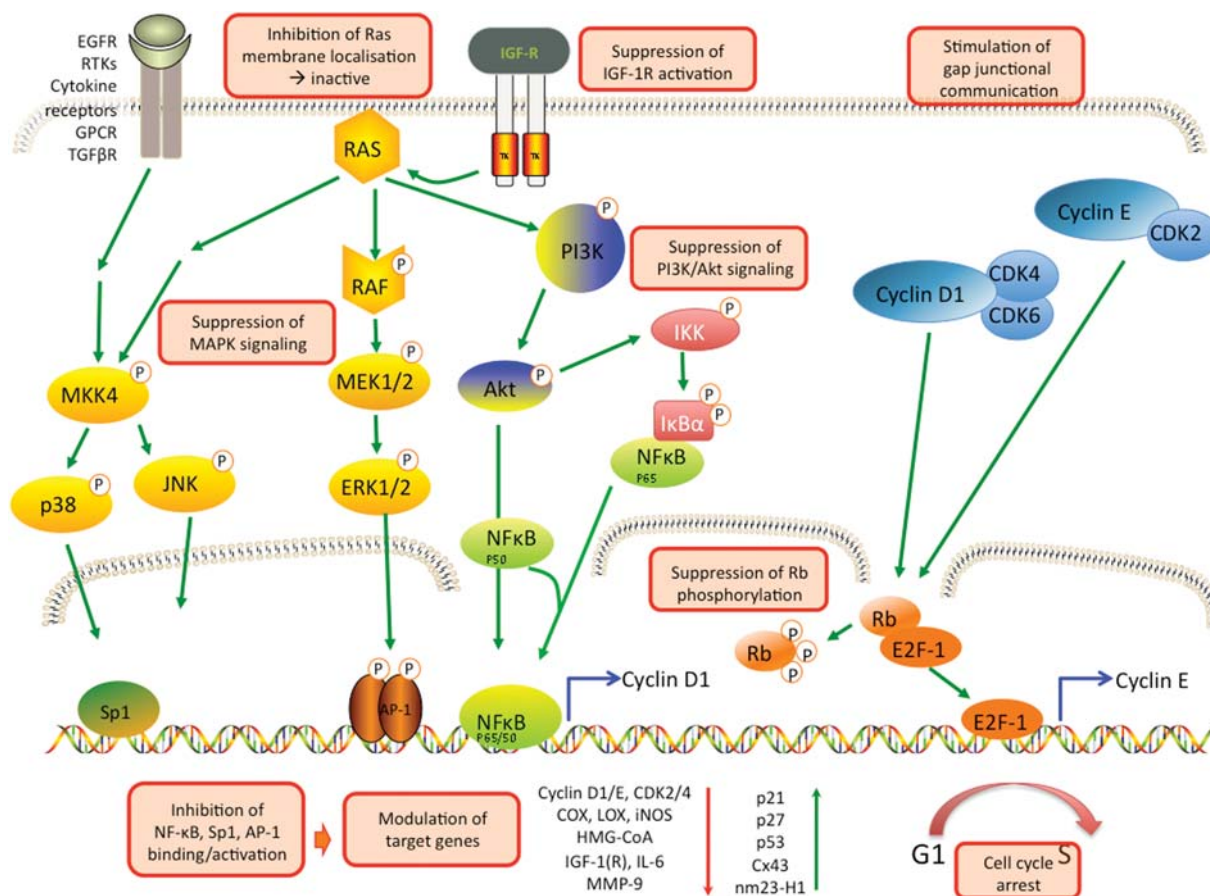 EGFR
RTKs
Cytokine
receptors
GPCR
TGFβR
Inhibition of Ras
membrane localisation
→ inactive
IGF-R
TK
TK
Suppression of
IGF-1R activation
Stimulation of
gap junctional
communication
RAS
P
PI3K
Suppression of
PI3K/Akt signaling
Cyclin E
CDK2
Cyclin D1
CDK4
CDK6
P
RAF
Suppression of
MAPK signaling
P
IKK
P
MKK4
P
MEK1/2
P
Akt
P
P
IκBα
NFκB
P65
P
p38
P
JNK
P
ERK1/2
NFκB
P50
Suppression of Rb
phosphorylation
Rb
E2F-1
Rb
P
P
P
Sp1
P
P
AP-1
NFκB
P65/50
Cyclin D1
E2F-1
Cyclin E
Inhibition of
NF-κB, Sp1, AP-1
binding/activation
Modulation of
target genes
Cyclin D1/E, CDK2/4
COX, LOX, iNOS
HMG-CoA
IGF-1(R), IL-6
MMP-9
p21
p27
p53
Cx43
nm23-H1
G1
S
Cell cycle
arrest